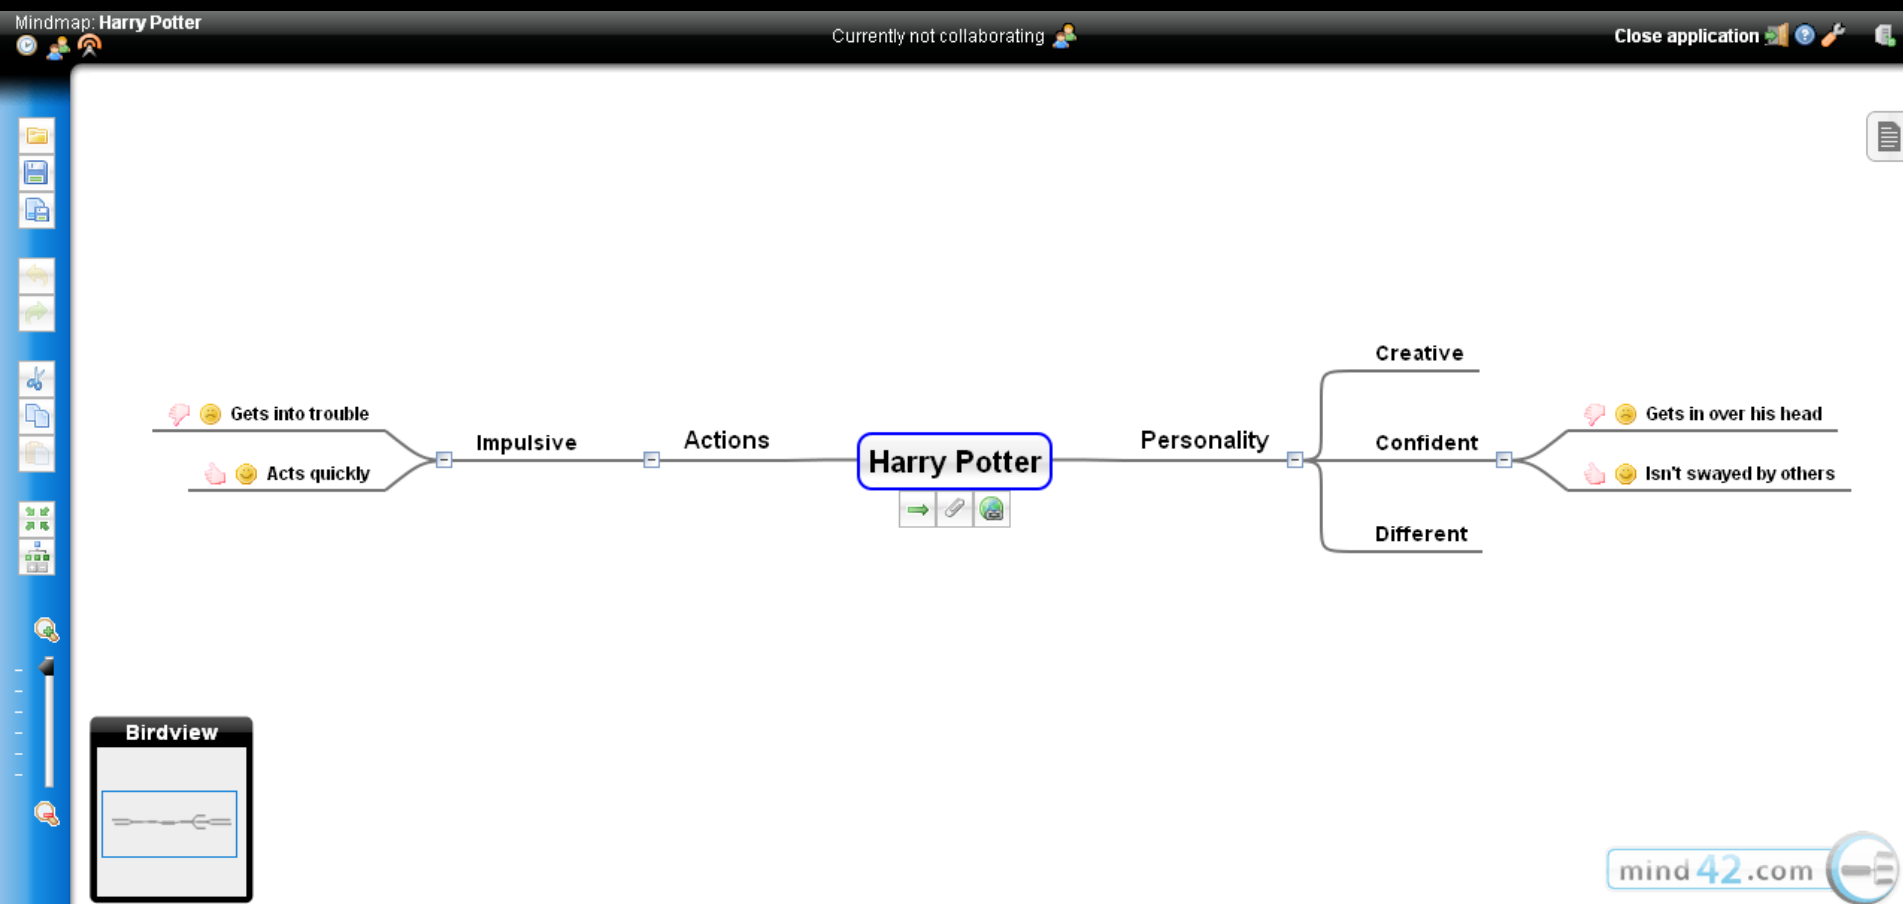 Mindmap: Harry Potter
Currently not collaborating
Close application
Creative
Gets into trouble
Gets in over his head
Impulsive
Actions
Harry Potter
Personality
Confident
Acts quickly
Isn't swayed by others
Different
Birdview
mind42.com